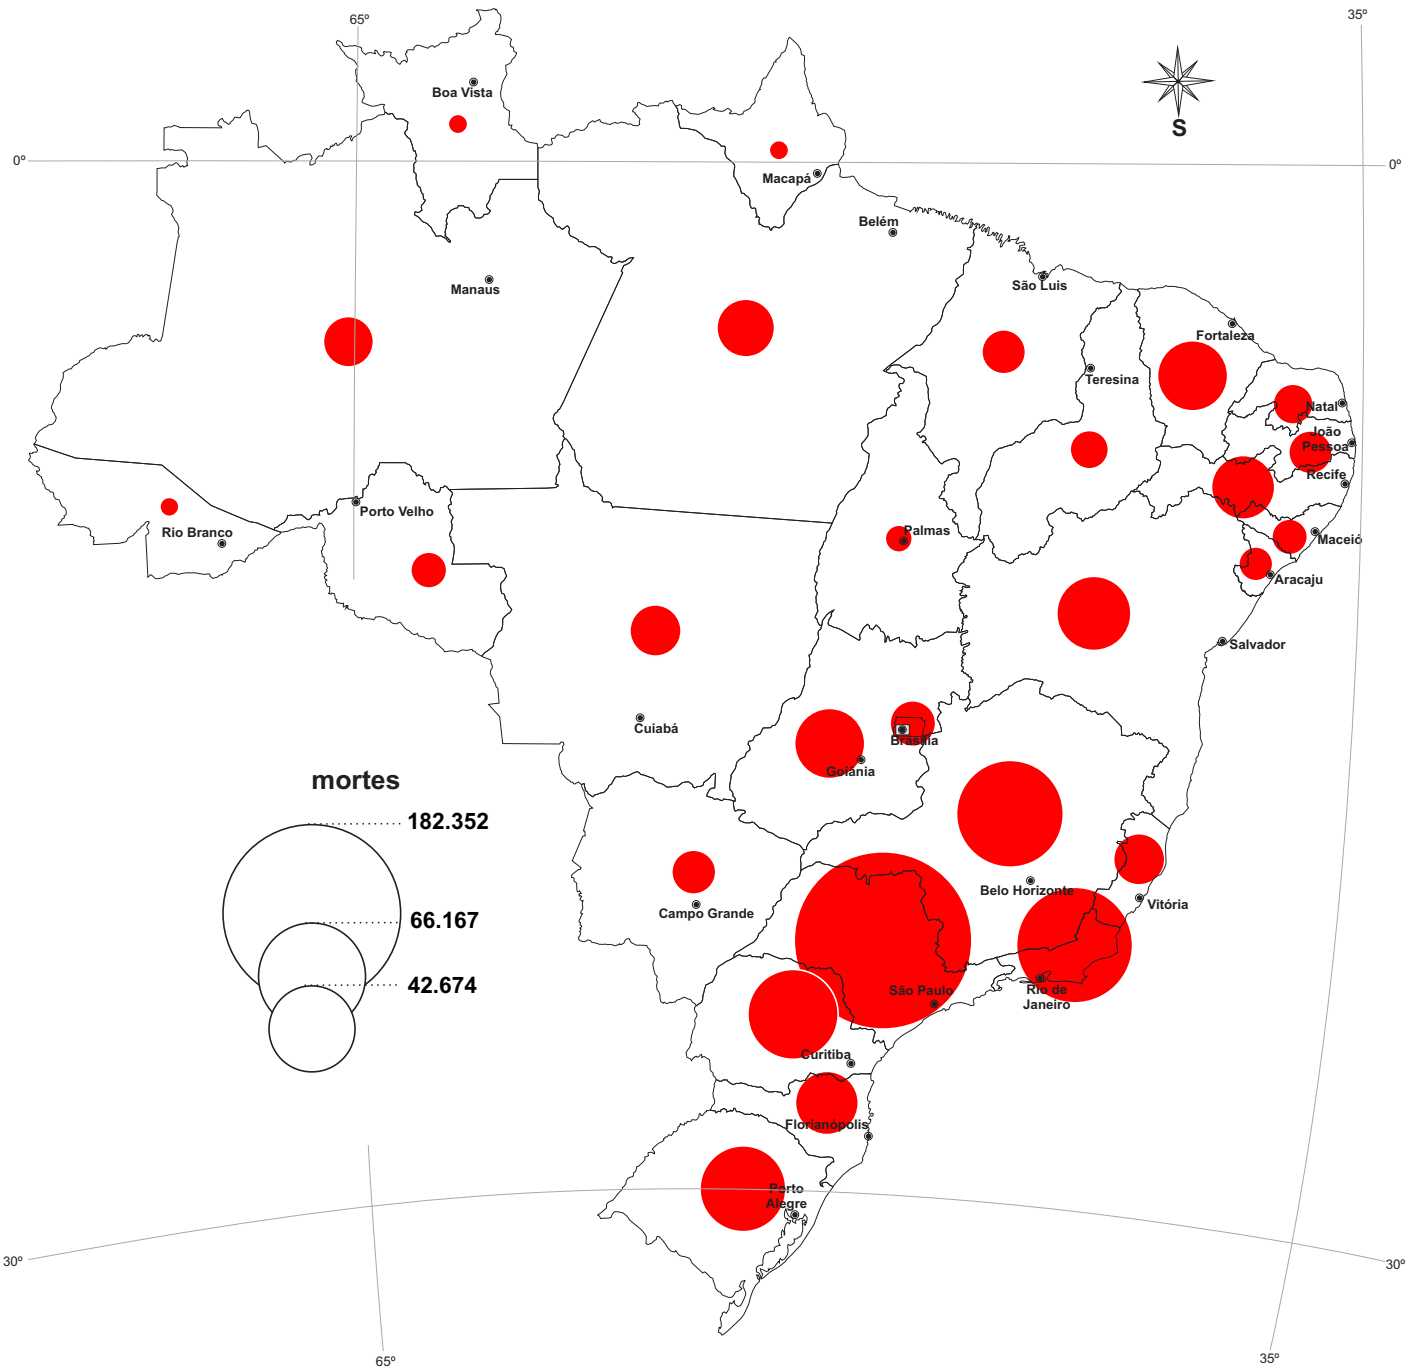 65º
35º
Boa Vista
S
0º
0º
Macapá
Belém
Manaus
São Luis
Fortaleza
Teresina
Natal
João
Pessoa
Recife
Porto Velho
Rio Branco
Palmas
Maceió
Aracaju
Salvador
Cuiabá
Brasília
Goiânia
mortes
182.352
66.167
42.674
Belo Horizonte
Campo Grande
Vitória
São Paulo
Rio de
Janeiro
Curitiba
Florianópolis
Porto
Alegre
30º
30º
65º
35º